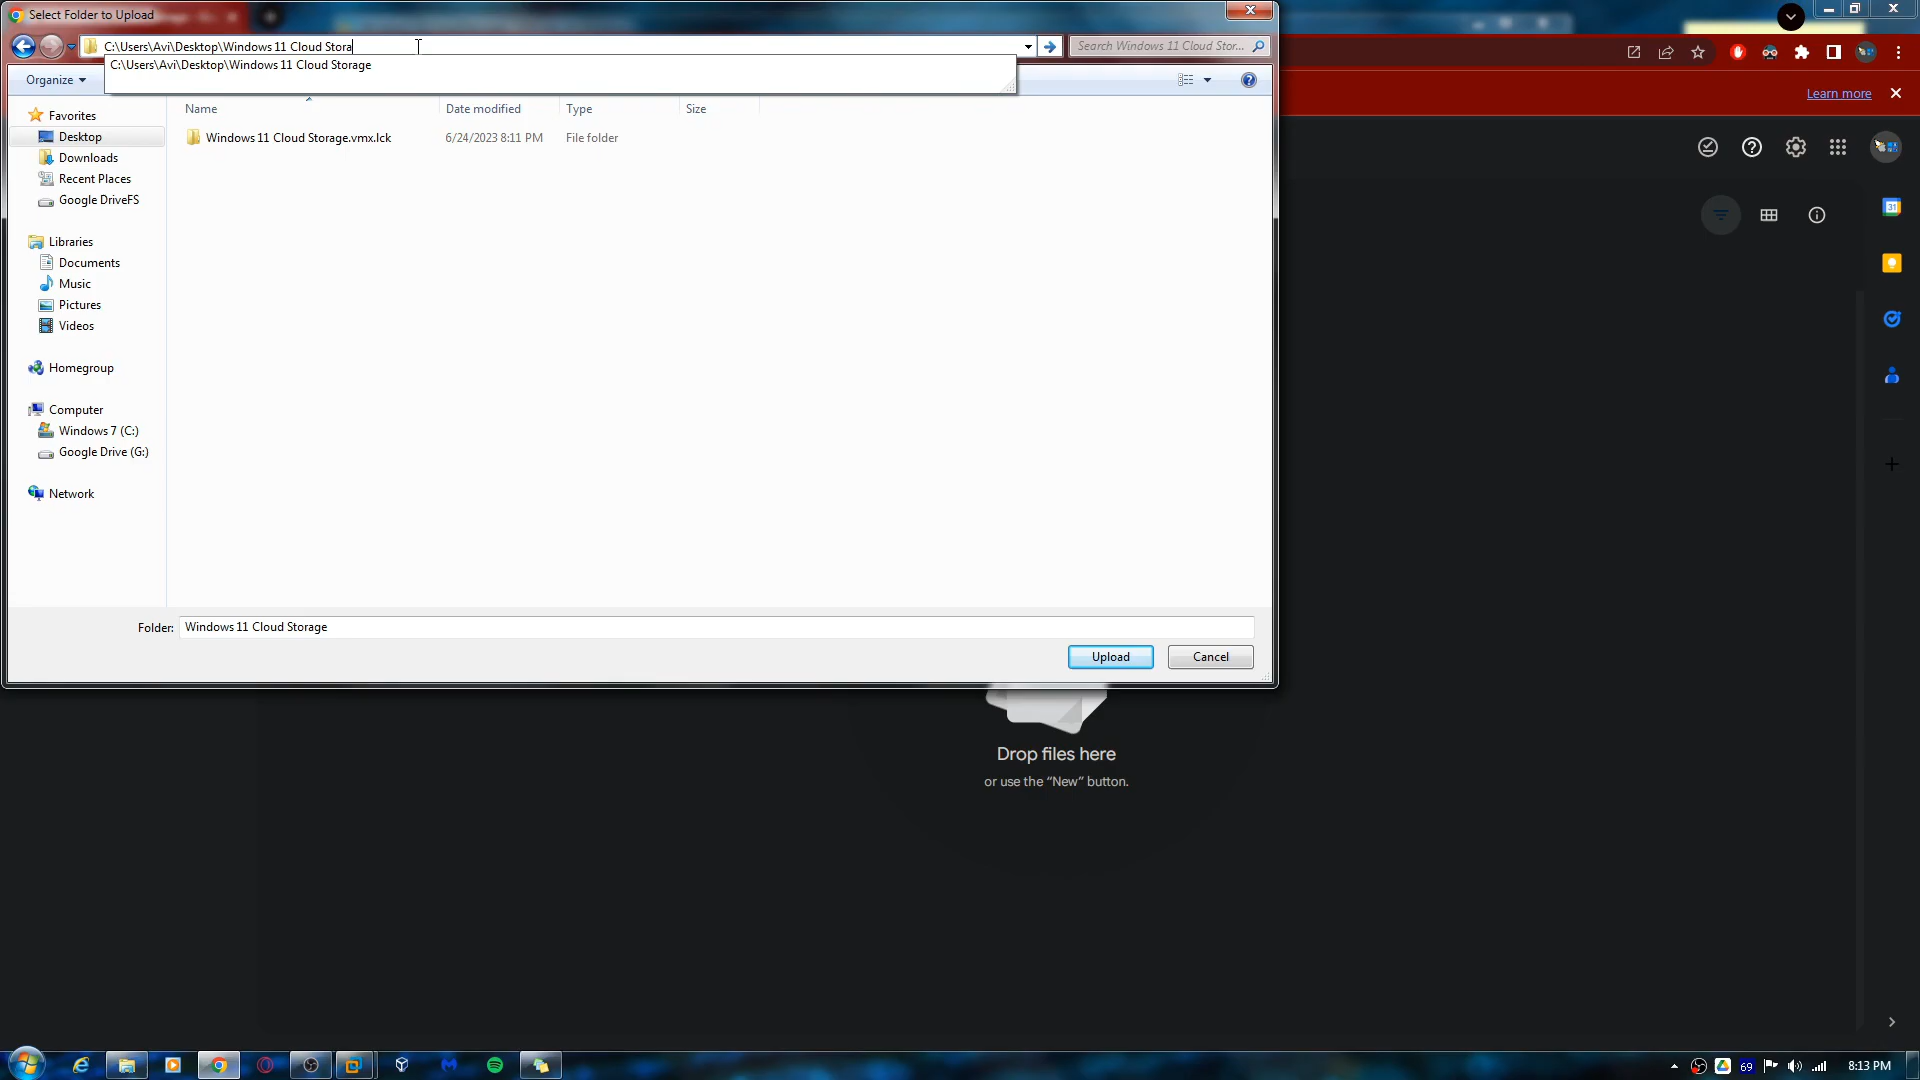 Select Folder to Upload
C:\Users\Avi\Desktop\Windows 11 Cloud Stora
Search Windows 11 Cloud Stor...
C:\Users\Avi\Desktop\Windows 11 Cloud Storage
Organize
Learn more
Name
Date modified
Type
Size
Windows 11 Cloud Storage.vmx.lck
6/24/2023 8:11 PM
File folder
Favorites
Desktop
Downloads
Recent Places
Google DriveFS
Libraries
Documents
Music
Pictures
Videos
Homegroup
Computer
Windows 7 (C:)
Google Drive (G:)
Network
31
Folder:
Windows 11 Cloud Storage
Upload
Cancel
Drop files here
or use the “New” button.
69
8:13 PM